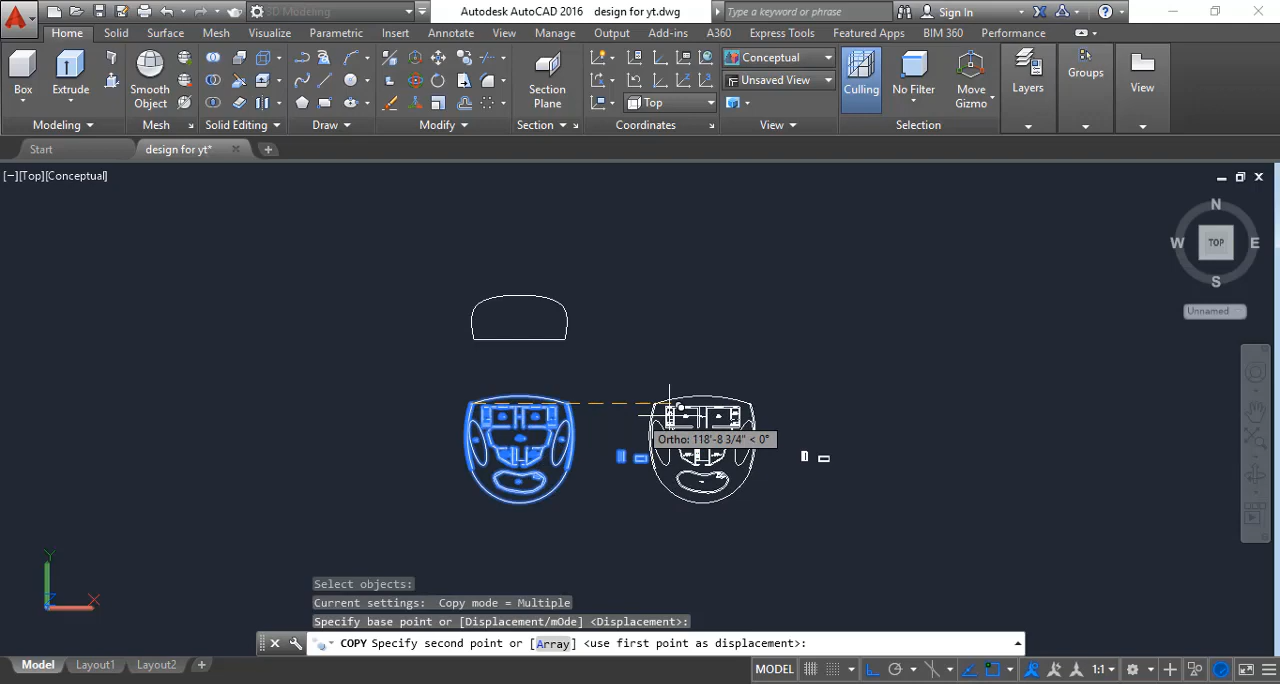 3D Modeling
Autodesk AutoCAD 2016 design for yt.dwg
Type a keyword or phrase
Sign In
Home Solid Surface Mesh Visualize Parametric Insert Annotate View Manage Output Add-ins A360 Express Tools Featured Apps BIM 360 Performance
Box Extrude Smooth Object Section Plane
Conceptual
Unsaved View
Top
Culling No Filter Move Gizmo Layers Groups View
Modeling Mesh Solid Editing Draw Modify Section Coordinates View Selection
Start design for yt*
[−][Top][Conceptual]
N
W TOP E
S
Unnamed
Ortho: 118'-8 3/4" < 0°
Y
X
Select objects:
Current settings:  Copy mode = Multiple
Specify base point or [Displacement/mOde] <Displacement>:
COPY Specify second point or [Array] <use first point as displacement>:
Model Layout1 Layout2 MODEL 1:1